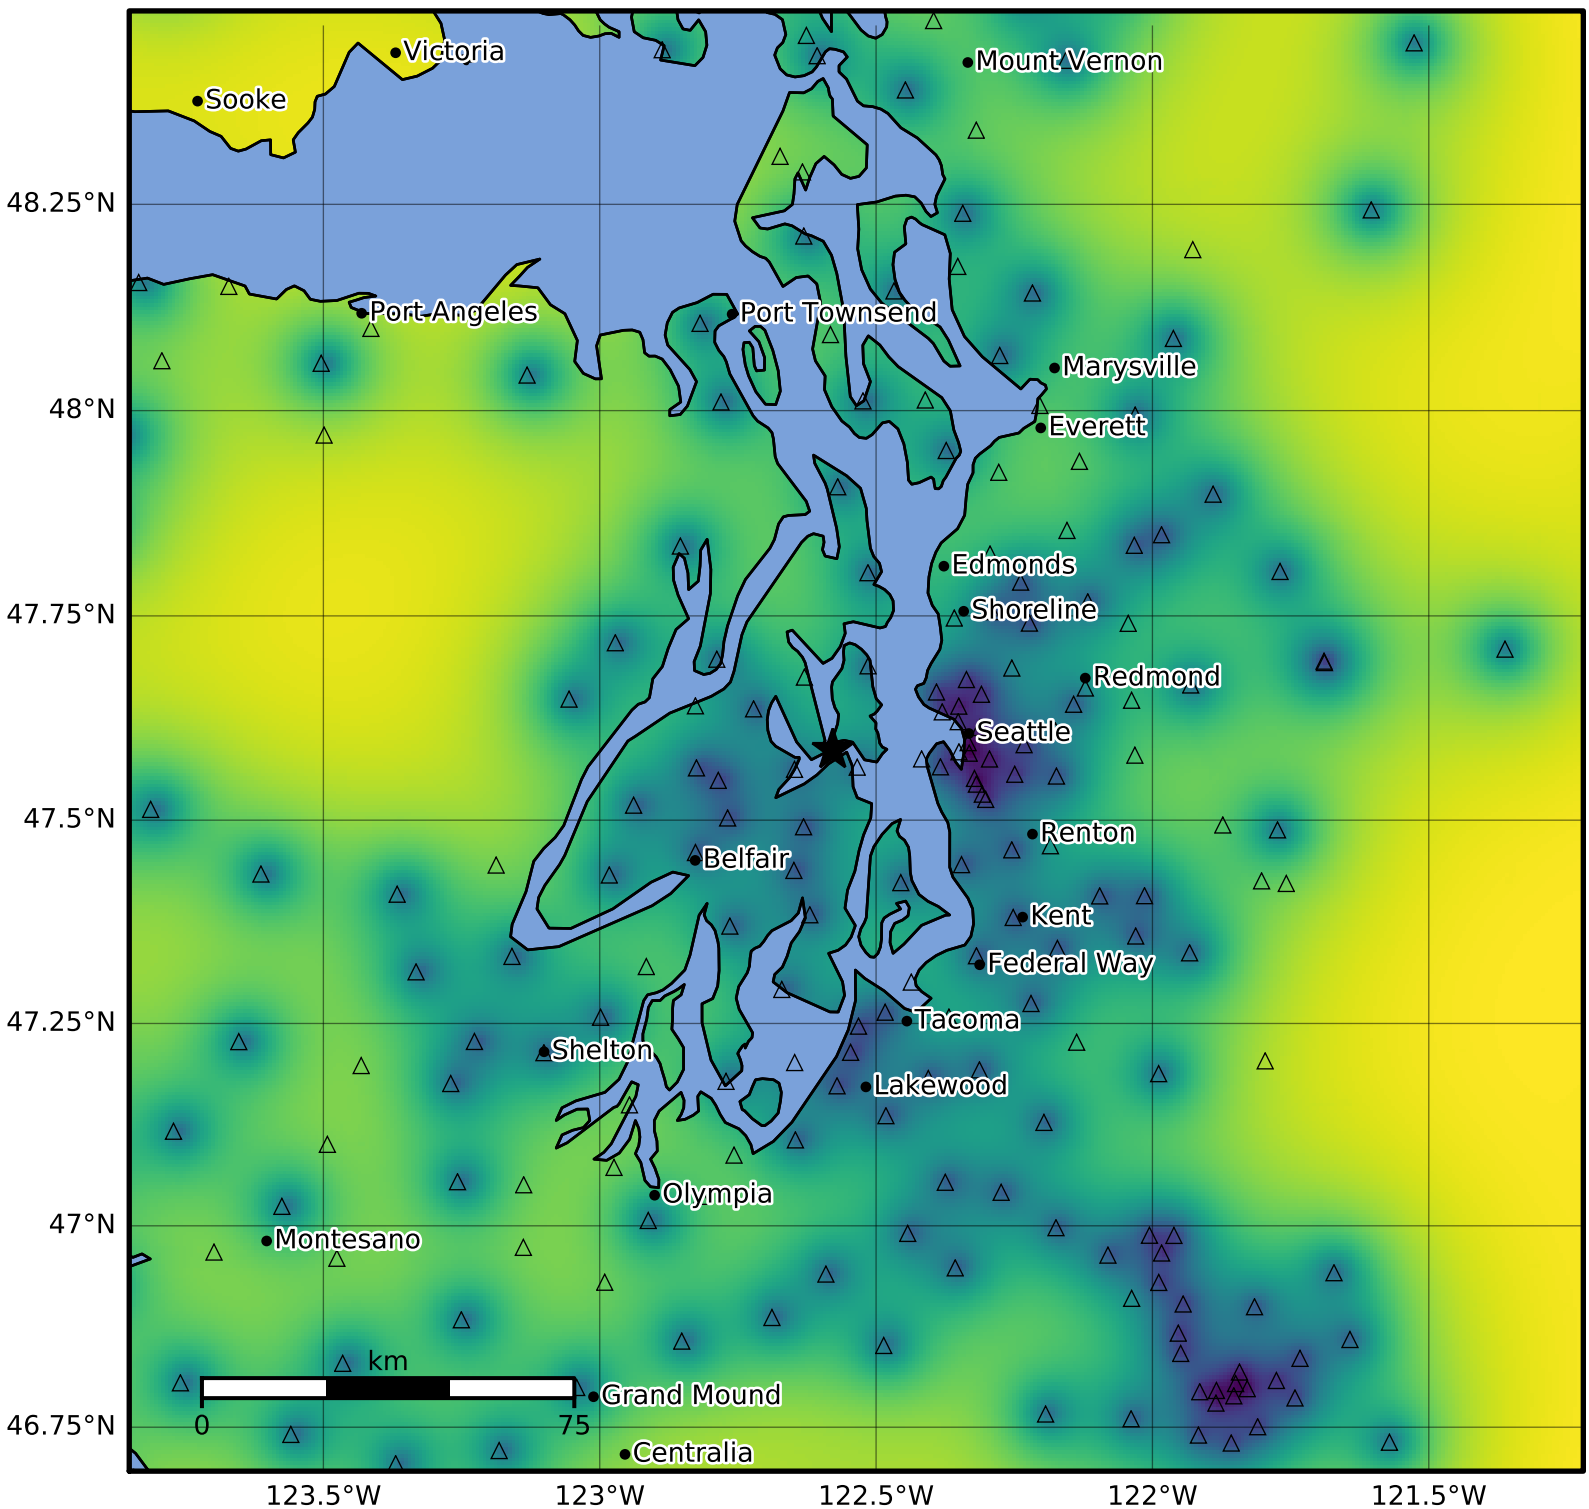 Victoria
Mount Vernon
Sooke
48.25°N
Port Angeles
Port Townsend
Marysville
48°N
Everett
Edmonds
47.75°N
Shoreline
Redmond
Seattle
47.5°N
Renton
Belfair
Kent
Federal Way
47.25°N
Tacoma
Shelton
Lakewood
Olympia
47°N
Montesano
km
Grand Mound
0
75
46.75°N
Centralia
123.5°W
123°W
122.5°W
122°W
121.5°W